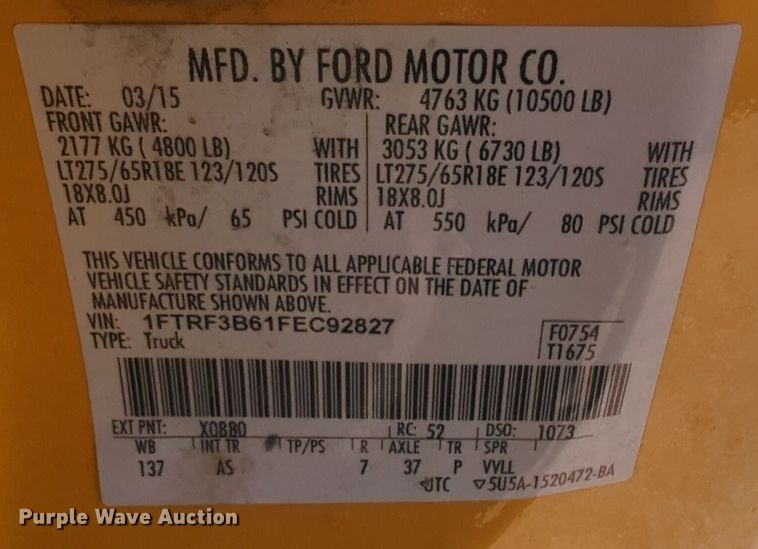 MFD. BY FORD MOTOR CO.
DATE: 03/15 GVWR: 4763 KG (10500 LB)
FRONT GAWR: REAR GAWR:
2177 KG ( 4800 LB) WITH 3053 KG ( 6730 LB) WITH
LT275/65R18E 123/120S TIRES LT275/65R18E 123/120S TIRES
18X8.0J RIMS 18X8.0J RIMS
AT 450 kPa/ 65 PSI COLD AT 550 kPa/ 80 PSI COLD
THIS VEHICLE CONFORMS TO ALL APPLICABLE FEDERAL MOTOR
VEHICLE SAFETY STANDARDS IN EFFECT ON THE DATE OF
MANUFACTURE SHOWN ABOVE.
VIN: 1FTRF3B61FEC92827 F0754
TYPE: Truck T1675
EXT PNT: X0880 RC: 52 DSO: 1073
WB INT TR TP/PS R AXLE TR SPR
137 AS 7 37 P VVLL
UTC ▽5U5A-1520472-BA
Purple Wave Auction